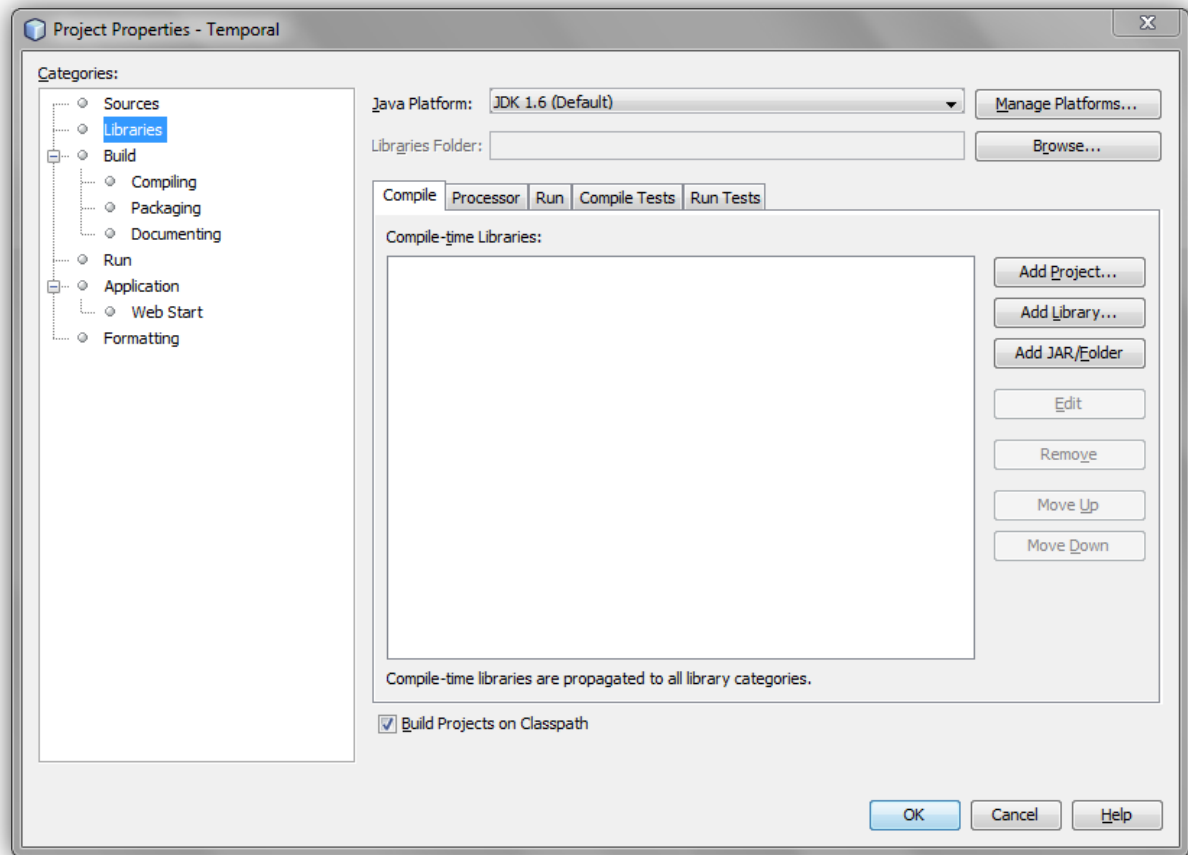 Project Properties - Temporal
Categories:
Sources
Libraries
Build
Compiling
Packaging
Documenting
Run
Application
Web Start
Formatting
Java Platform: JDK 1.6 (Default) Manage Platforms...
Libraries Folder: Browse...
Compile Processor Run Compile Tests Run Tests
Compile-time Libraries:
Add Project...
Add Library...
Add JAR/Folder
Edit
Remove
Move Up
Move Down
Compile-time libraries are propagated to all library categories.
Build Projects on Classpath
OK Cancel Help